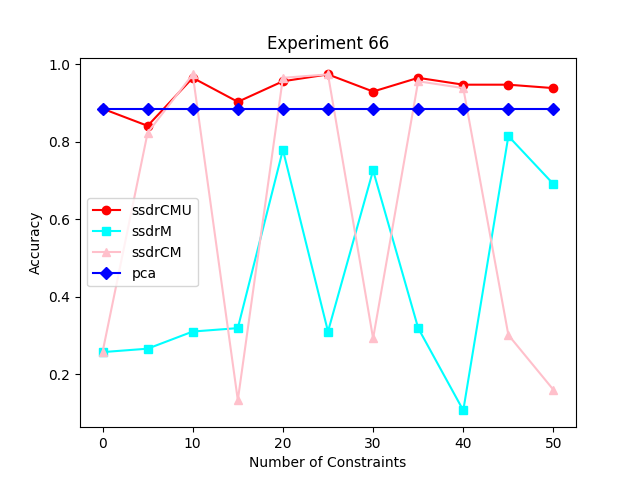 Experiment 66
1.0
0.8
0.6
0.4
0.2
Accuracy
ssdrCMU
ssdrM
ssdrCM
pca
0 10 20 30 40 50
Number of Constraints